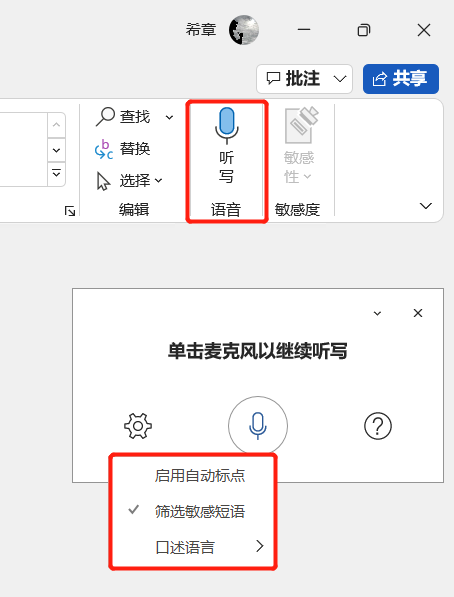 希章
批注
共享
查找
替换
选择
编辑
听
写
语音
敏感
性
敏感度
单击麦克风以继续听写
启用自动标点
筛选敏感短语
口述语言